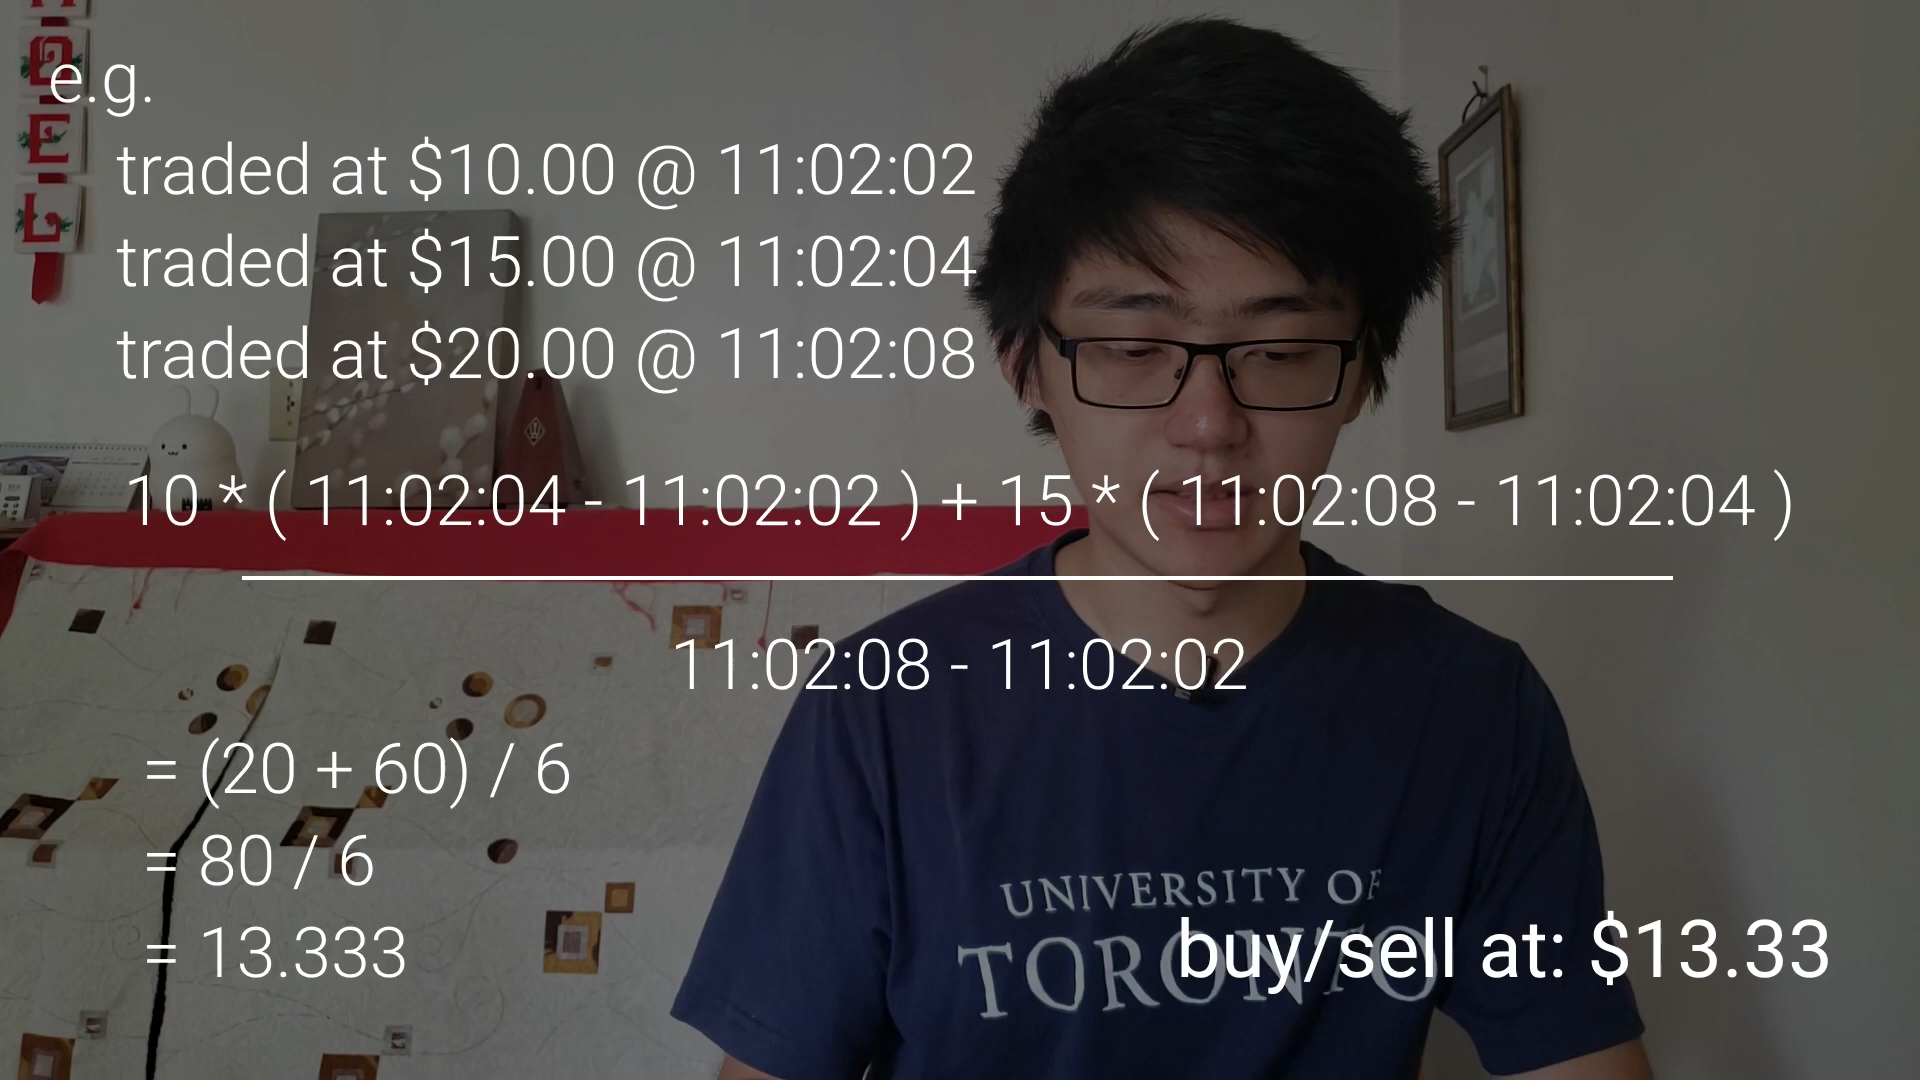 O
E
L
e.g.
traded at $10.00 @ 11:02:02
traded at $15.00 @ 11:02:04
traded at $20.00 @ 11:02:08
10 * ( 11:02:04 - 11:02:02 ) + 15 * ( 11:02:08 - 11:02:04 )
11:02:08 - 11:02:02
= (20 + 60) / 6
= 80 / 6
= 13.333
UNIVERSITY OF
TORONTO
buy/sell at: $13.33